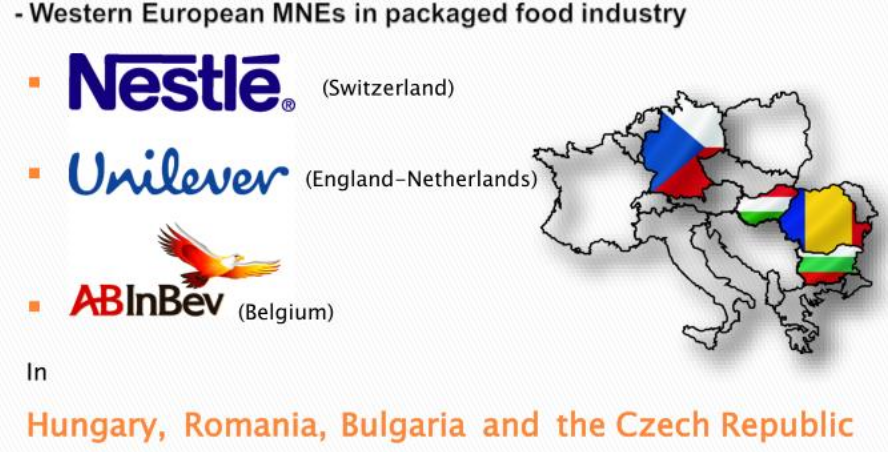 - Western European MNEs in packaged food industry
Nestlé® (Switzerland)
Unilever (England-Netherlands)
ABInBev (Belgium)
In
Hungary, Romania, Bulgaria and the Czech Republic